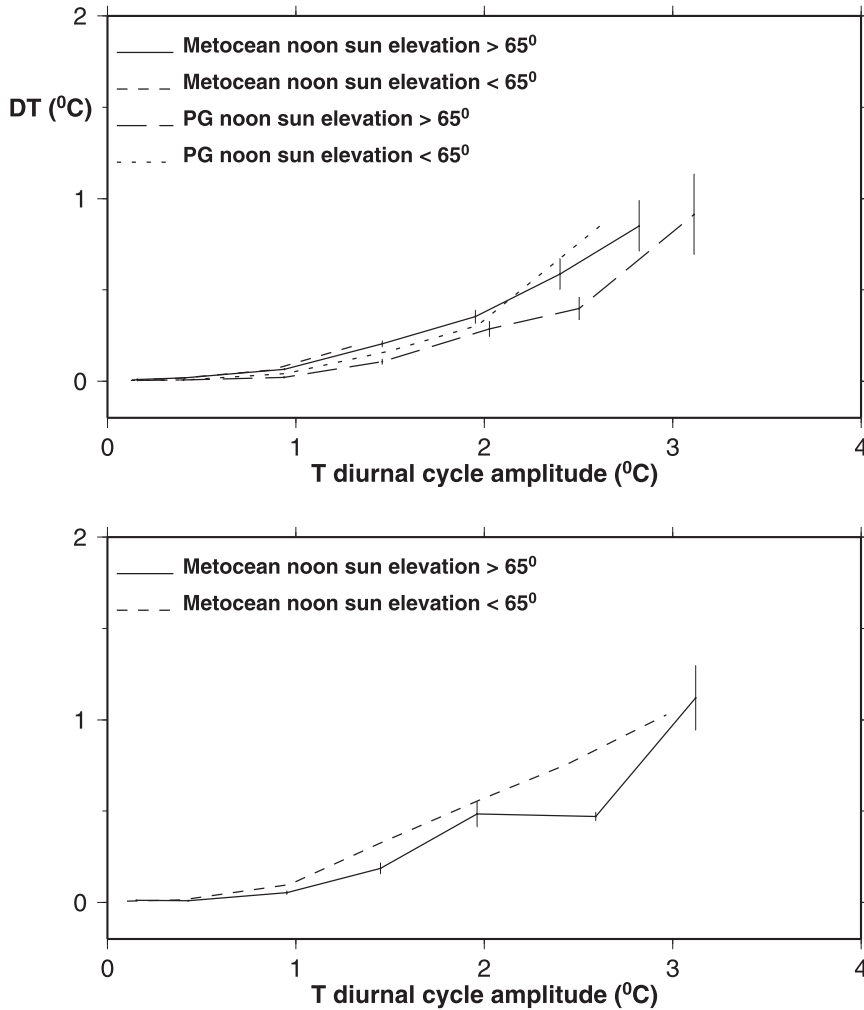 2
Metocean noon sun elevation > 65⁰
Metocean noon sun elevation < 65⁰
DT (⁰C)
PG noon sun elevation > 65⁰
PG noon sun elevation < 65⁰
1
0
0 1 2 3 4
T diurnal cycle amplitude (⁰C)
2
Metocean noon sun elevation > 65⁰
Metocean noon sun elevation < 65⁰
1
0
0 1 2 3 4
T diurnal cycle amplitude (⁰C)